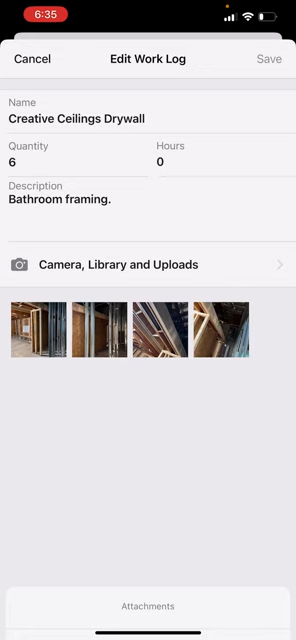 6:35
Cancel
Edit Work Log
Save
Name
Creative Ceilings Drywall
Quantity
Hours
6
0
Description
Bathroom framing.
Camera, Library and Uploads
Attachments